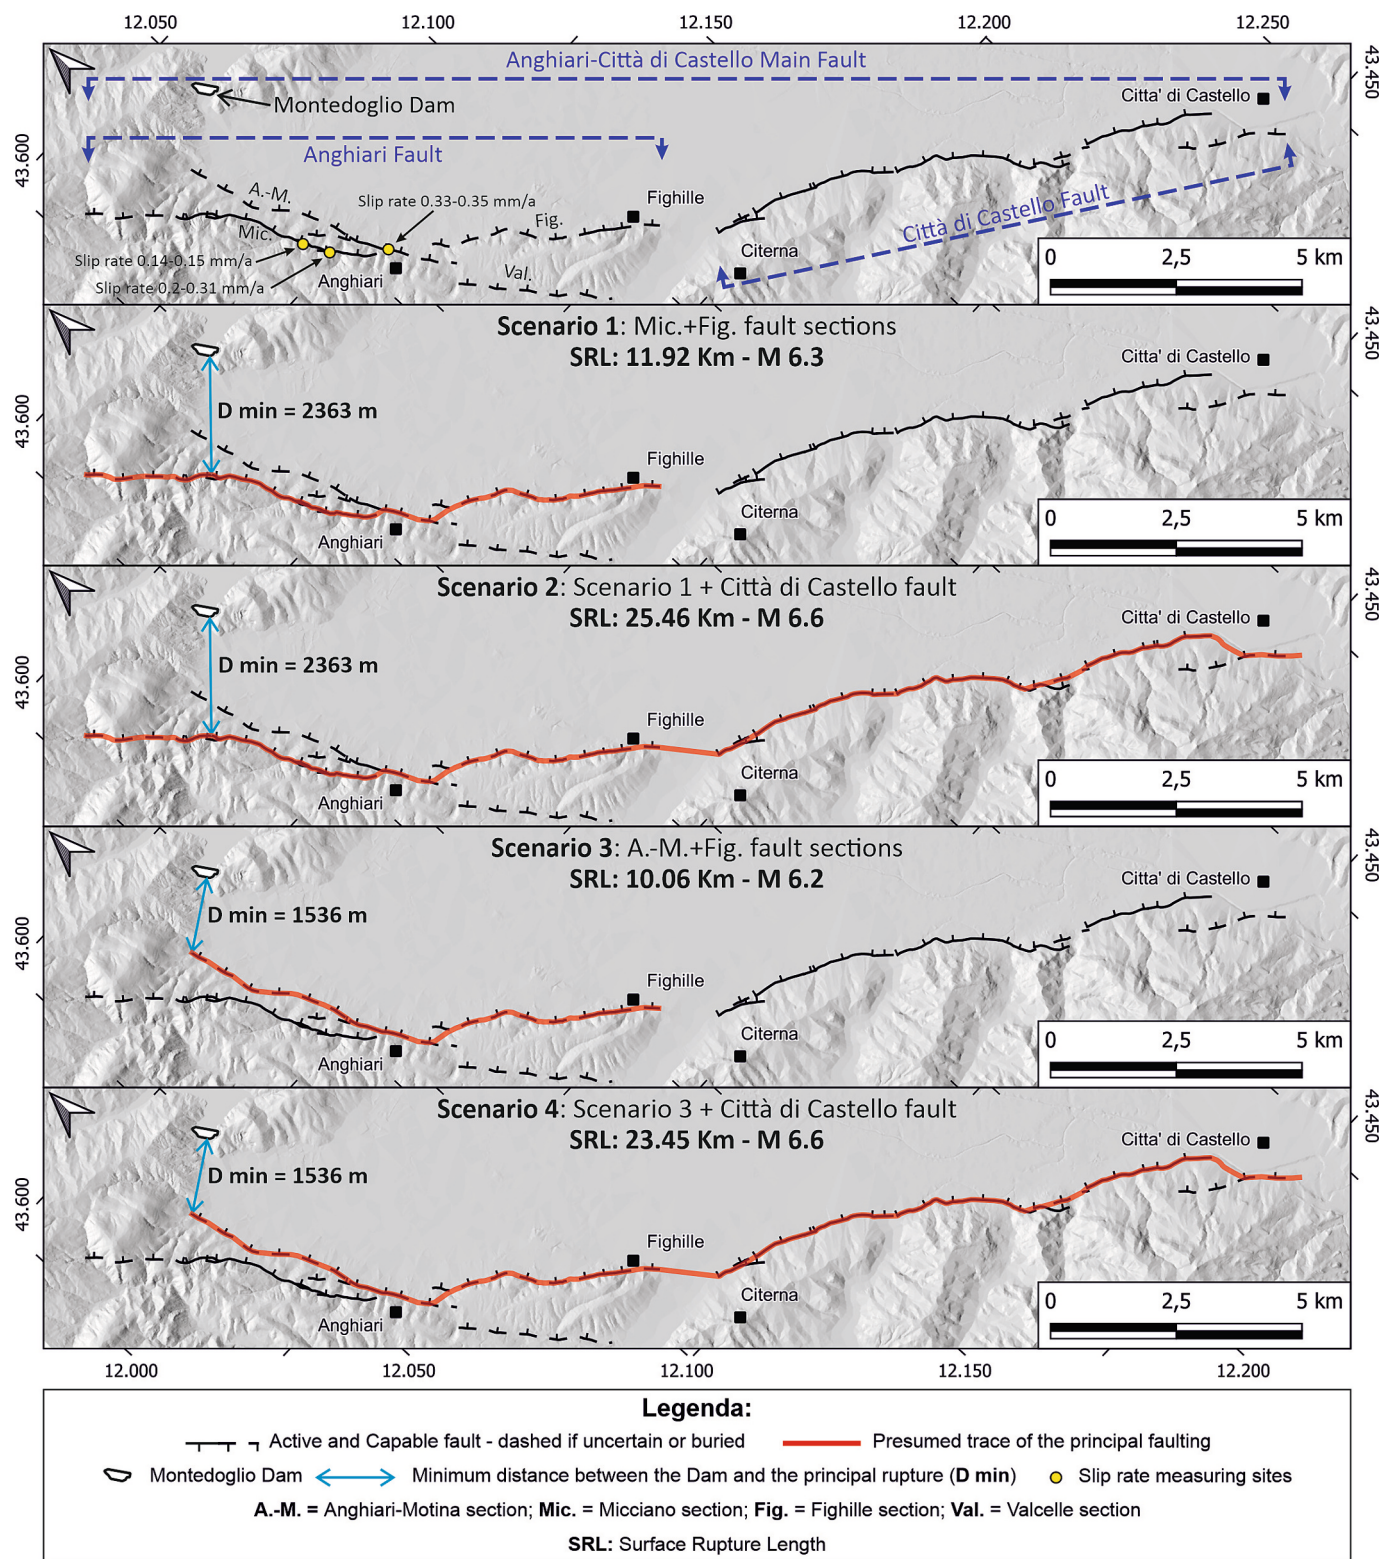 12.050 12.100 12.150 12.200 12.250
Anghiari-Città di Castello Main Fault
43.450
Citta' di Castello
Montedoglio Dam
43.600
Anghiari Fault
A.-M.
Slip rate 0.33-0.35 mm/a
Fighille
Fig.
Città di Castello Fault
Mic.
Slip rate 0.14-0.15 mm/a
Val.
Citerna
Anghiari
Slip rate 0,2-0.31 mm/a
0 2,5 5 km
Scenario 1: Mic.+Fig. fault sections
SRL: 11.92 Km - M 6.3
43.450
Citta' di Castello
D min = 2363 m
43.600
Fighille
Citerna
Anghiari
0 2,5 5 km
Scenario 2: Scenario 1 + Città di Castello fault
SRL: 25.46 Km - M 6.6
43.450
Citta' di Castello
D min = 2363 m
43.600
Fighille
Citerna
Anghiari
0 2,5 5 km
Scenario 3: A.-M.+Fig. fault sections
SRL: 10.06 Km - M 6.2
43.450
Citta' di Castello
D min = 1536 m
43.600
Fighille
Citerna
Anghiari
0 2,5 5 km
Scenario 4: Scenario 3 + Città di Castello fault
SRL: 23.45 Km - M 6.6
43.450
Citta' di Castello
D min = 1536 m
43.600
Fighille
Citerna
Anghiari
0 2,5 5 km
12.000 12.050 12.100 12.150 12.200
Legenda:
Active and Capable fault - dashed if uncertain or buried Presumed trace of the principal faulting
Montedoglio Dam Minimum distance between the Dam and the principal rupture (D min) Slip rate measuring sites
A.-M. = Anghiari-Motina section; Mic. = Micciano section; Fig. = Fighille section; Val. = Valcelle section
SRL: Surface Rupture Length